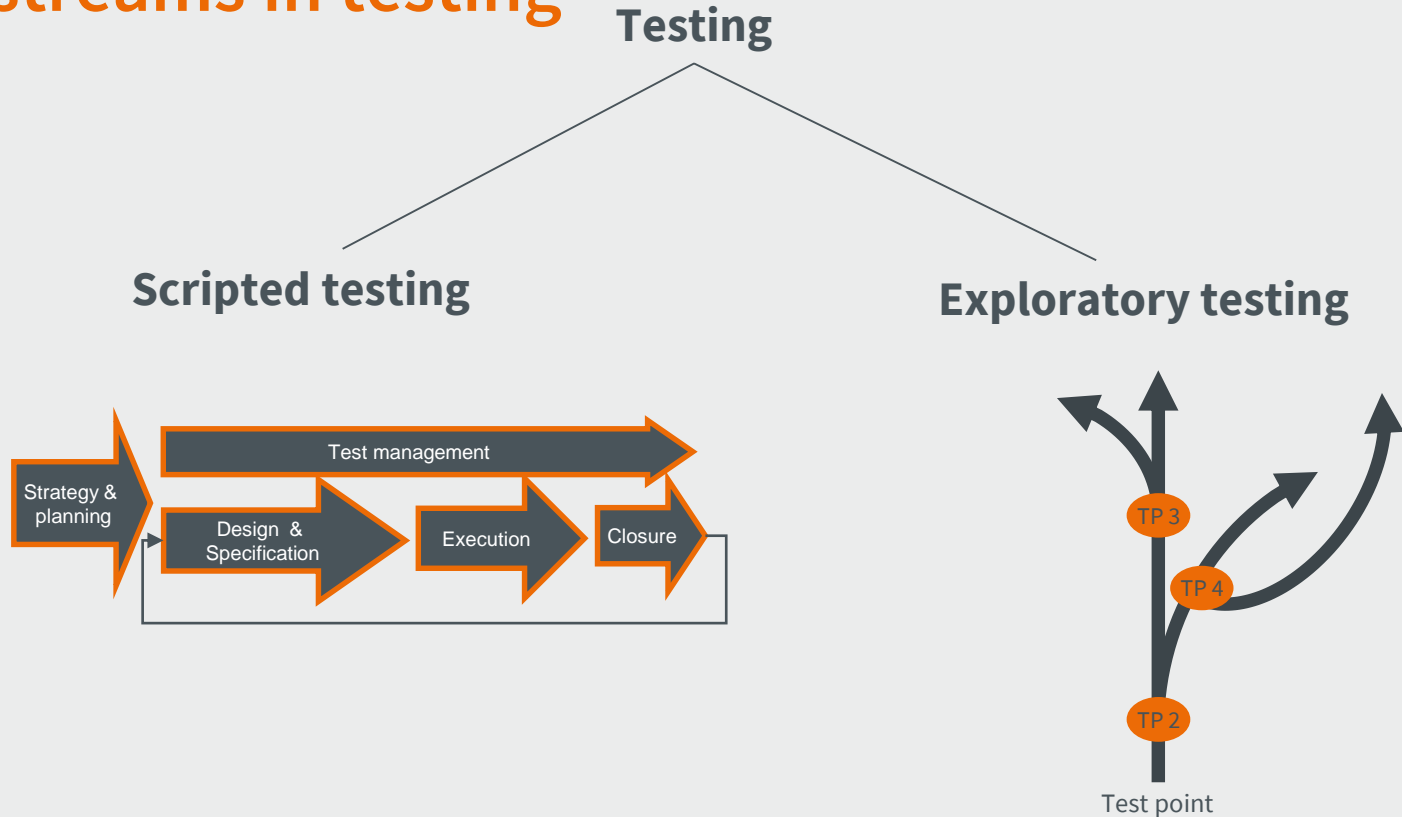 streams in testing
Testing
Scripted testing
Exploratory testing
Test management
Strategy &
planning
Design &
Specification
Execution
Closure
TP 3
TP 4
TP 2
Test point